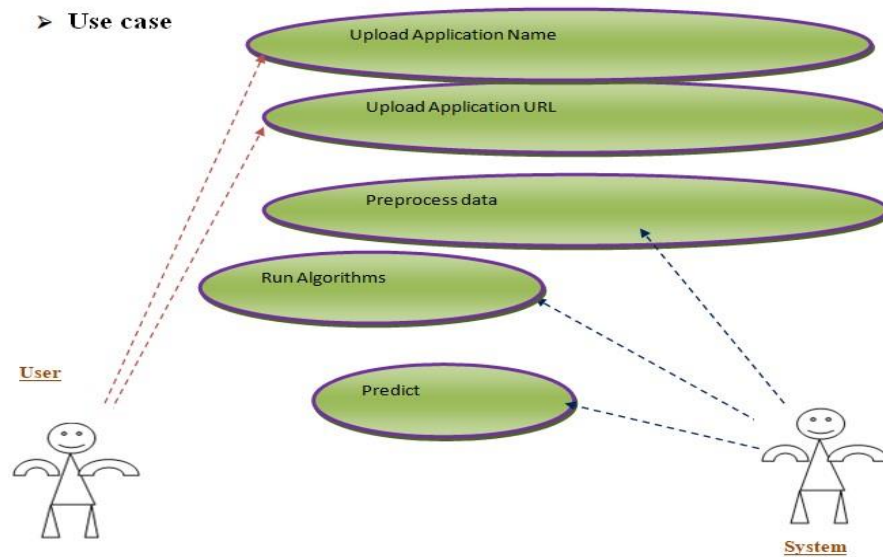 ➢ Use case
Upload Application Name
Upload Application URL
Preprocess data
Run Algorithms
User
Predict
System